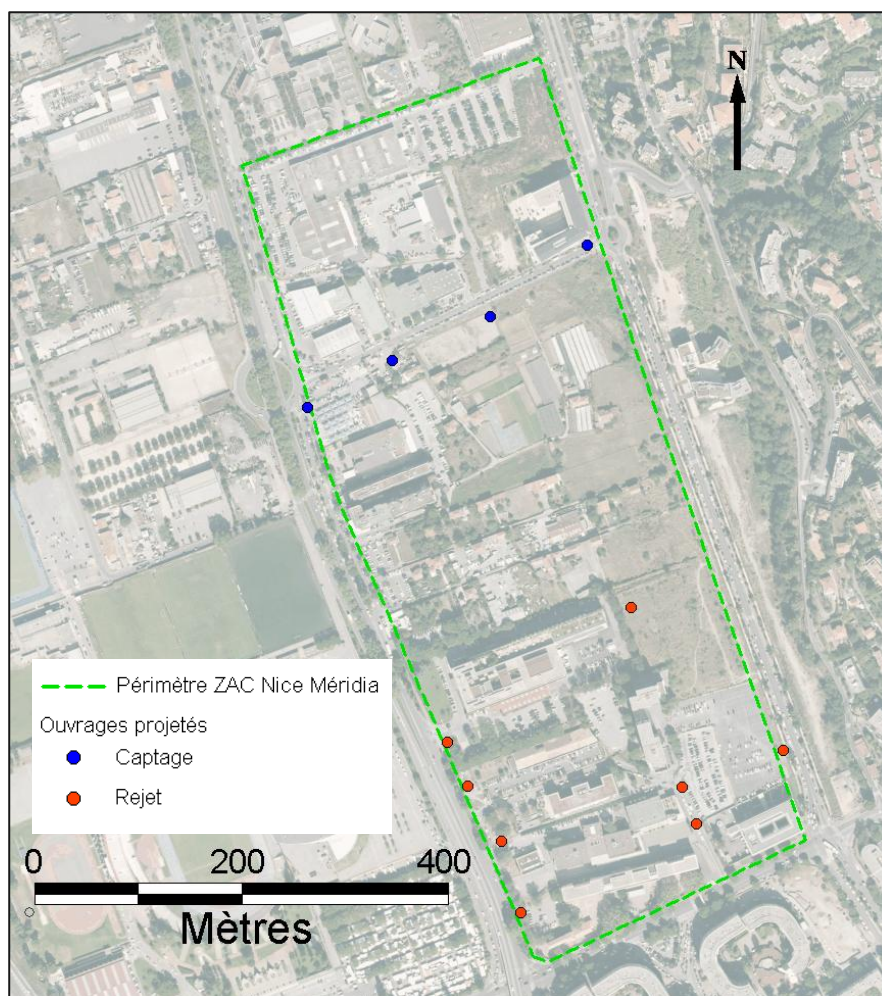 N
Périmètre ZAC Nice Méridia
Ouvrages projetés
Captage
Rejet
0 200 400
Mètres